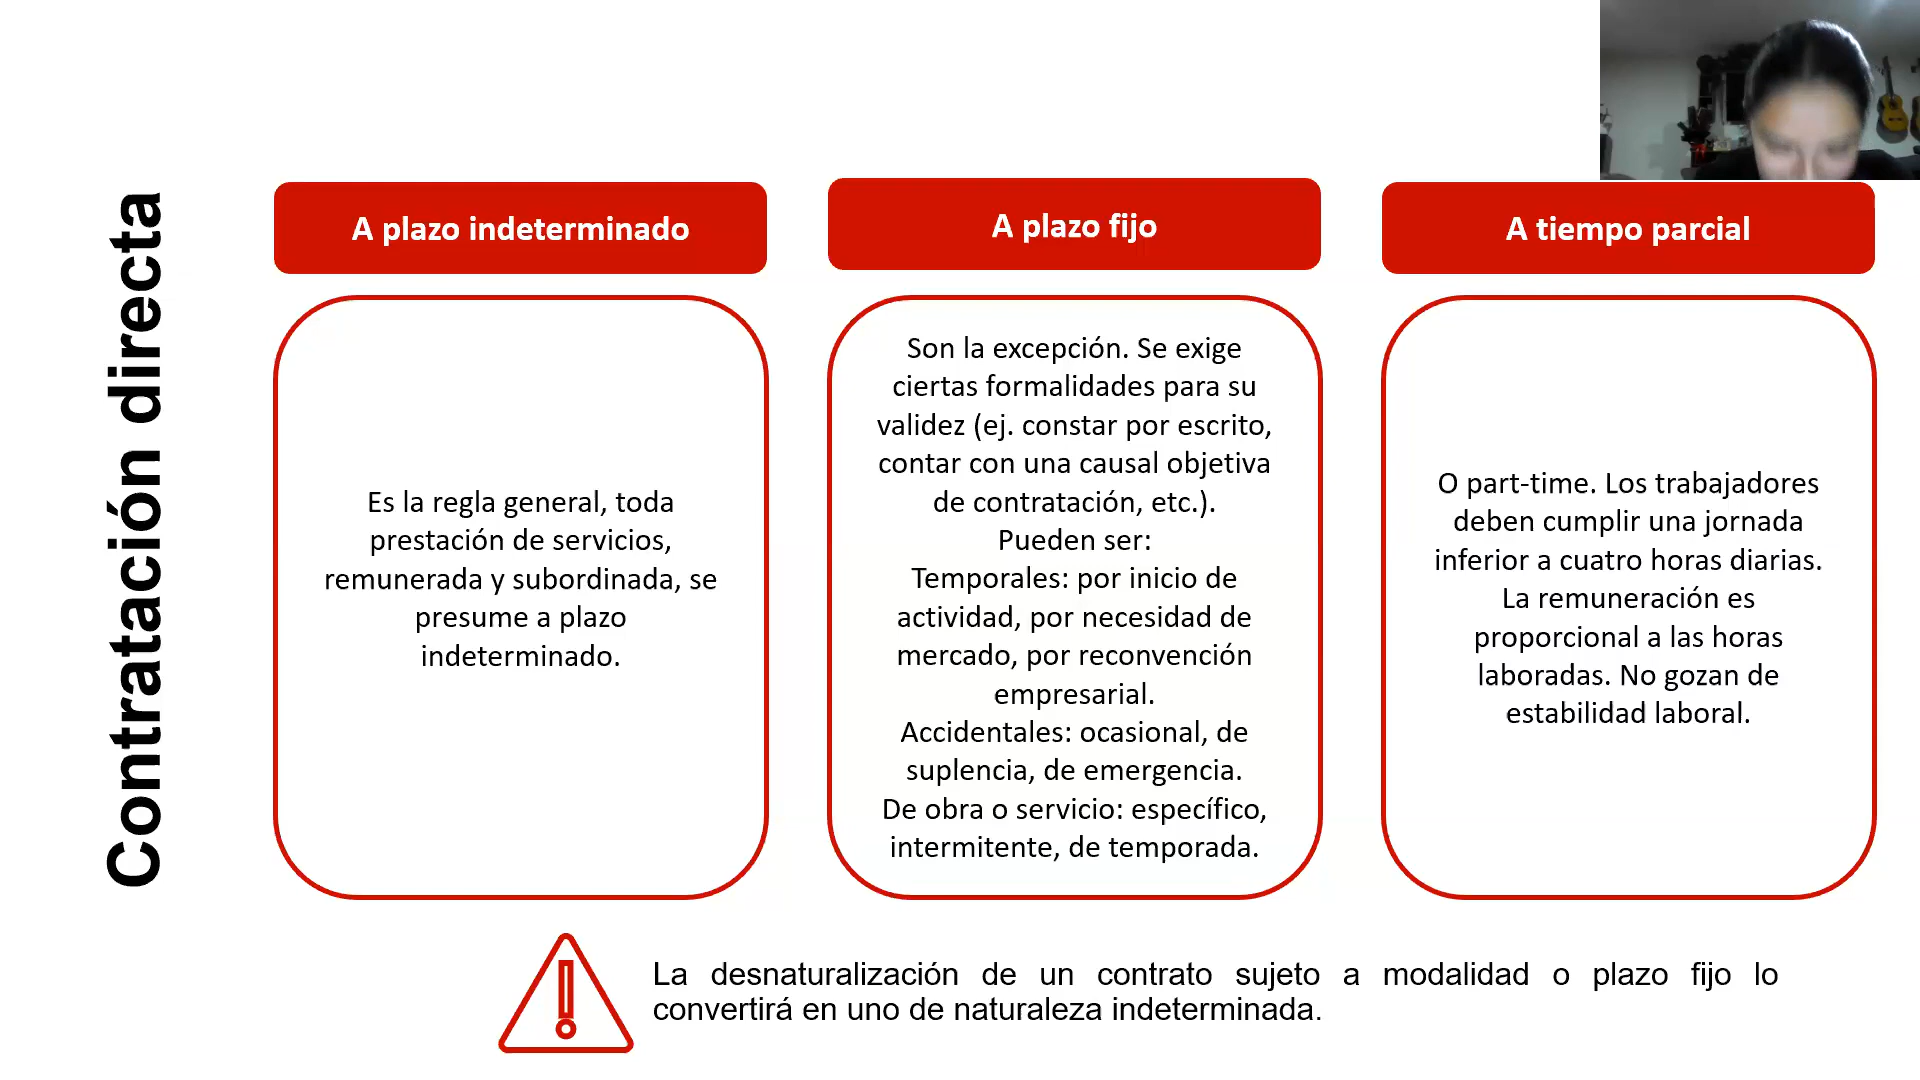 Contratación directa
A plazo indeterminado
Es la regla general, toda
prestación de servicios,
remunerada y subordinada, se
presume a plazo
indeterminado.
A plazo fijo
Son la excepción. Se exige
ciertas formalidades para su
validez (ej. constar por escrito,
contar con una causal objetiva
de contratación, etc.).
Pueden ser:
Temporales: por inicio de
actividad, por necesidad de
mercado, por reconvención
empresarial.
Accidentales: ocasional, de
suplencia, de emergencia.
De obra o servicio: específico,
intermitente, de temporada.
A tiempo parcial
O part-time. Los trabajadores
deben cumplir una jornada
inferior a cuatro horas diarias.
La remuneración es
proporcional a las horas
laboradas. No gozan de
estabilidad laboral.
La desnaturalización de un contrato sujeto a modalidad o plazo fijo lo
convertirá en uno de naturaleza indeterminada.